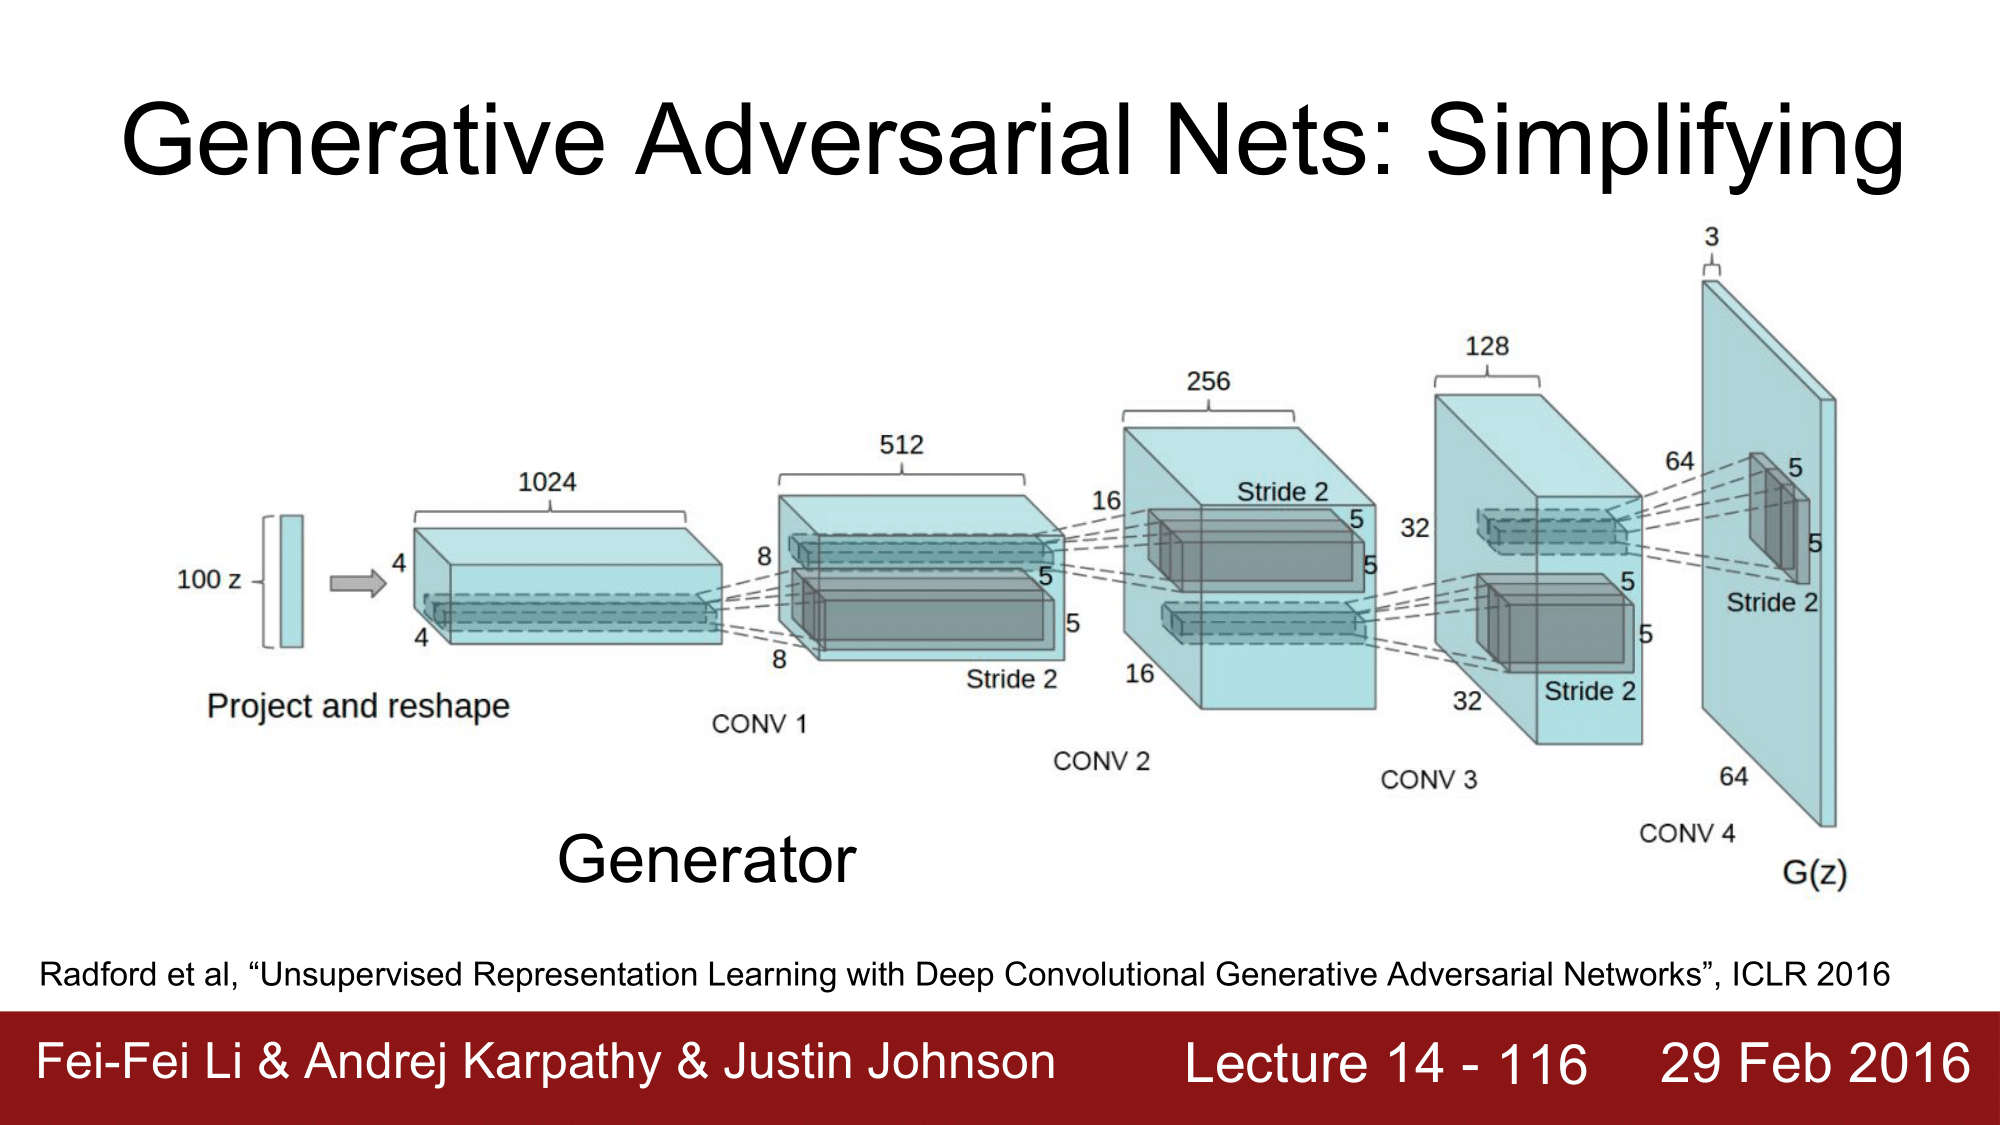 Generative Adversarial Nets: Simplifying
3
128
256
64
5
512
16
Stride 2
1024
5
32
4
8
5
5
100 z
5
5
Stride 2
5
5
4
8
16
32
Stride 2
Stride 2
Project and reshape
CONV 1
CONV 2
CONV 3
64
CONV 4
G(z)
Generator
Radford et al, “Unsupervised Representation Learning with Deep Convolutional Generative Adversarial Networks”, ICLR 2016
Fei-Fei Li & Andrej Karpathy & Justin Johnson Lecture 14 - 116 29 Feb 2016